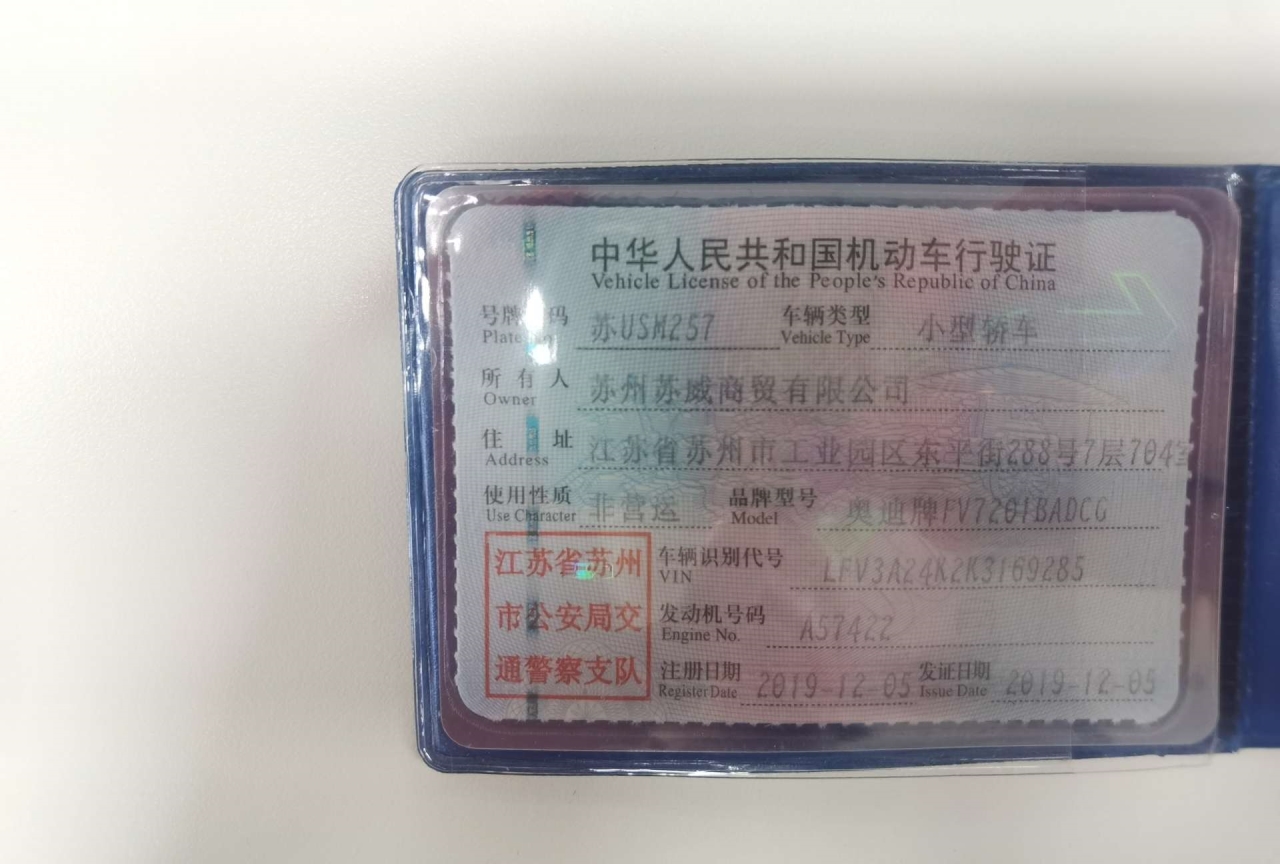 中华人民共和国机动车行驶证
Vehicle License of the People's Republic of China
号牌 码 苏USM257 车辆类型 小型轿车
Plate No. Vehicle Type
所有人 苏州苏威商贸有限公司
Owner
住址 江苏省苏州市工业园区东平街288号7层704室
Address
使用性质 非营运 品牌型号 奥迪牌FV7201BADCG
Use Character Model
江苏省苏州 车辆识别代号 LFV3A24K2K3169285
VIN
市公安局交 发动机号码 A57422
Engine No.
通警察支队 注册日期 2019-12-05 发证日期 2019-12-05
Register Date Issue Date